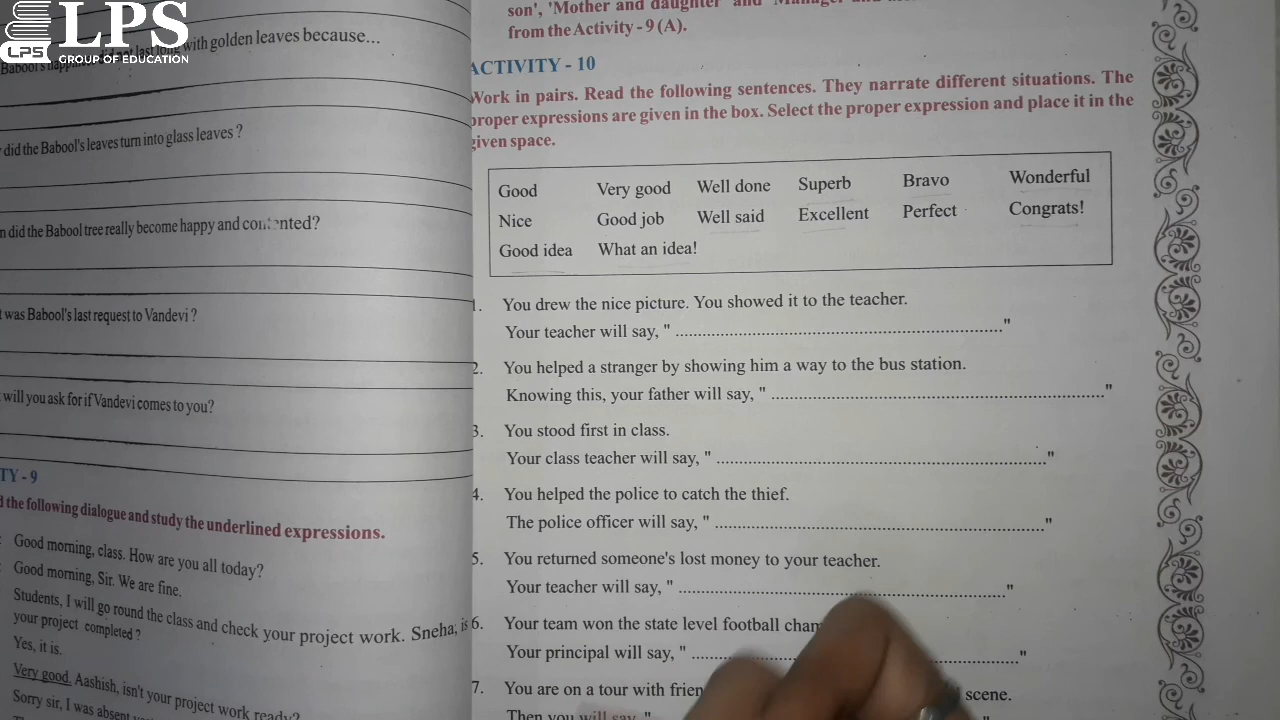 LPS
LPS
GROUP OF EDUCATION
with golden leaves because...
did the Babool's leaves turn into glass leaves ?
did the Babool tree really become happy and contented?
was Babool's last request to Vandevi ?
will you ask for if Vandevi comes to you?
TY - 9
the following dialogue and study the underlined expressions.
Good morning, class. How are you all today?
Good morning, Sir. We are fine.
Students, I will go round the class and check your project work. Sneha, is
your project completed ?
Yes, it is.
Very good. Aashish, isn't your project work ready?
Sorry sir, I was absent
son', 'Mother and daughter and Manager and
from the Activity - 9 (A).
ACTIVITY - 10
Work in pairs. Read the following sentences. They narrate different situations. The
proper expressions are given in the box. Select the proper expression and place it in the
given space.
Good Very good Well done Superb Bravo Wonderful
Nice Good job Well said Excellent Perfect Congrats!
Good idea What an idea!
1. You drew the nice picture. You showed it to the teacher.
Your teacher will say, " .................................................................. "
2. You helped a stranger by showing him a way to the bus station.
Knowing this, your father will say, " .................................................................. "
3. You stood first in class.
Your class teacher will say, " .................................................................. "
4. You helped the police to catch the thief.
The police officer will say, " .................................................................. "
5. You returned someone's lost money to your teacher.
Your teacher will say, " .................................................................. "
6. Your team won the state level football
Your principal will say, " .................................................................. "
7. You are on a tour with scene.
Then you will say, " "